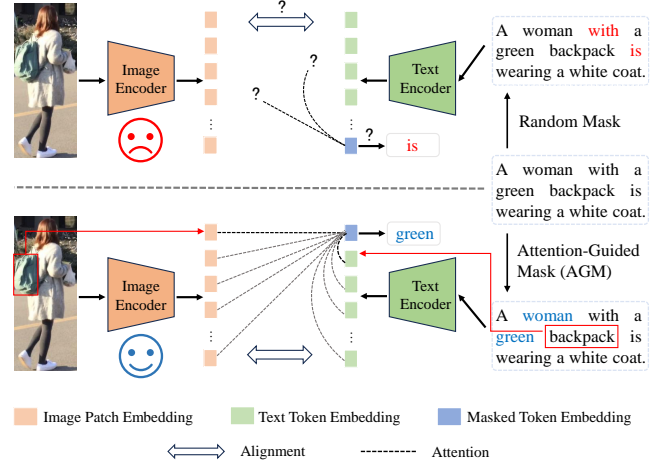 ?
A woman with a
green backpack is
wearing a white coat.
Image
Encoder
Text
Encoder
?
?
⋮
⋮
?
is
Random Mask
A woman with a
green backpack is
wearing a white coat.
green
Attention-Guided
Mask (AGM)
Image
Encoder
Text
Encoder
A woman with a
green backpack is
wearing a white coat.
⋮
⋮
Image Patch Embedding
Text Token Embedding
Masked Token Embedding
Alignment
Attention